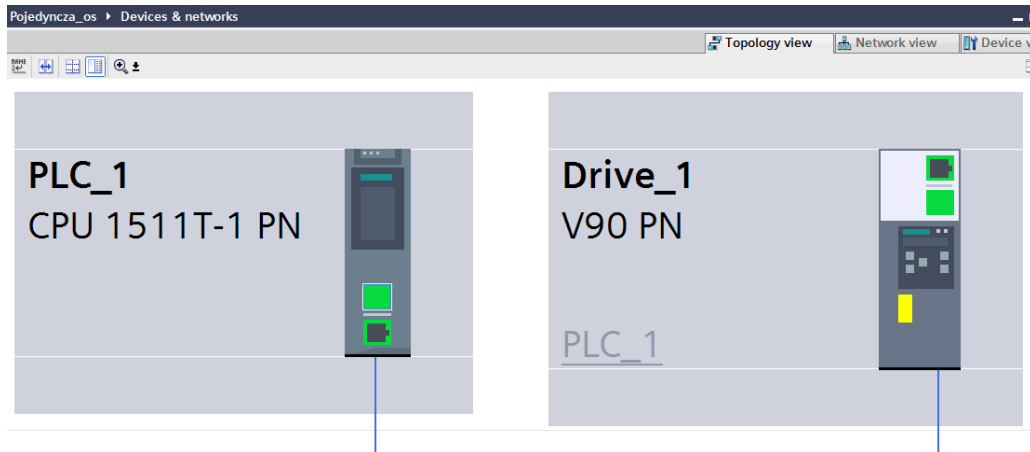 Pojedyncza_os ▸ Devices & networks
Topology view
Network view
Device v
PLC_1
CPU 1511T-1 PN
Drive_1
V90 PN
PLC_1